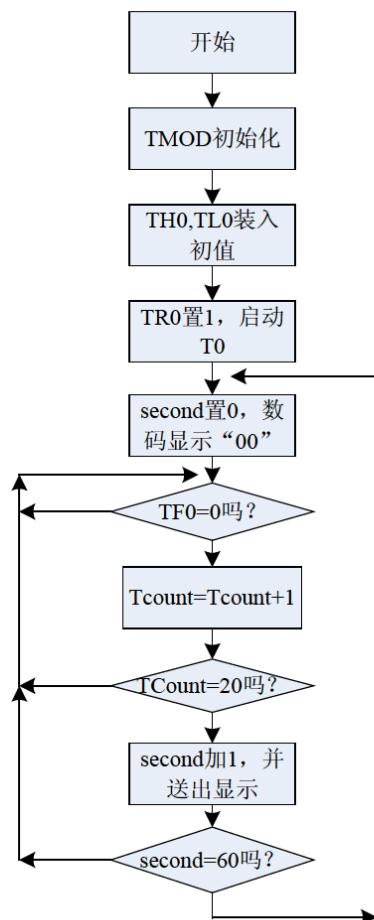 开始
TMOD初始化
TH0,TL0装入
初值
TR0置1，启动
T0
second置0，数
码显示“00”
TF0=0吗？
Tcount=Tcount+1
TCount=20吗？
second加1，并
送出显示
second=60吗？